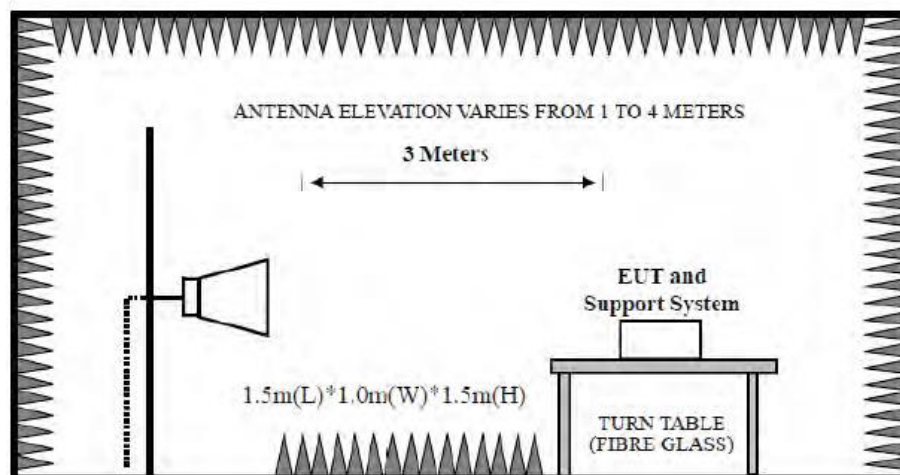 ANTENNA ELEVATION VARIES FROM 1 TO 4 METERS
3 Meters
EUT and
Support System
1.5m(L)*1.0m(W)*1.5m(H)
TURN TABLE
(FIBRE GLASS)